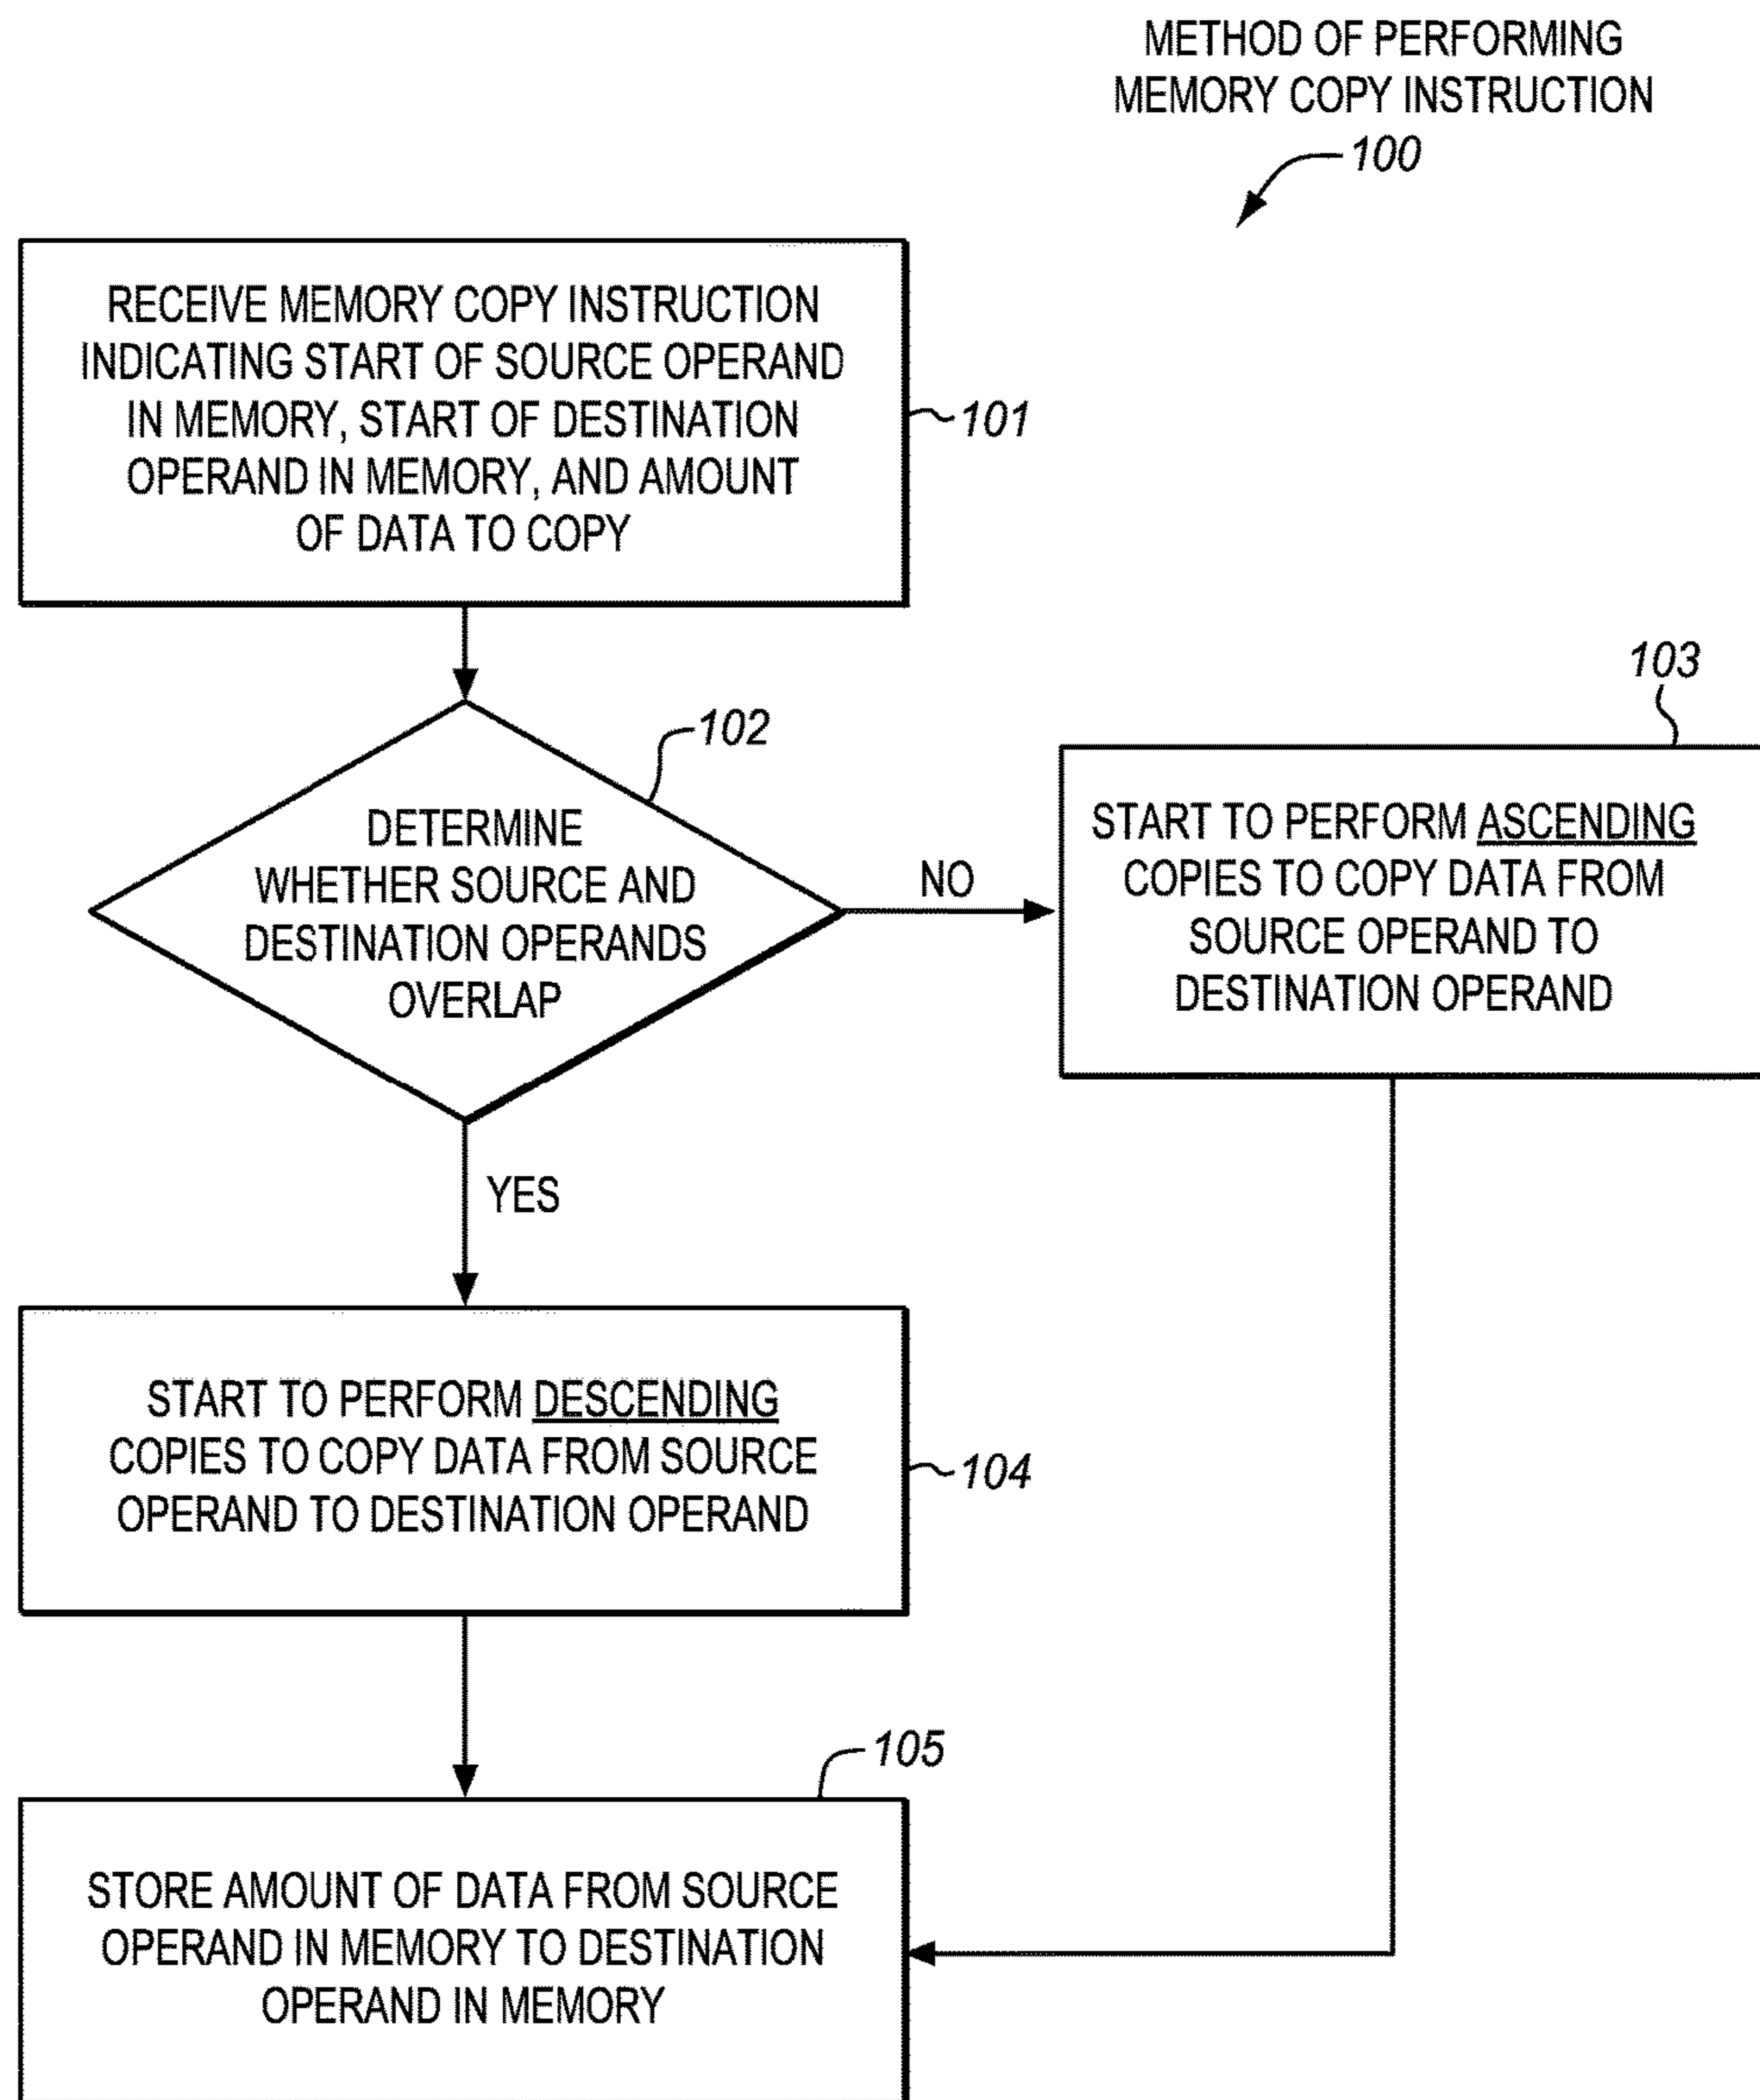 METHOD OF PERFORMING
MEMORY COPY INSTRUCTION
100
RECEIVE MEMORY COPY INSTRUCTION
INDICATING START OF SOURCE OPERAND
IN MEMORY, START OF DESTINATION
OPERAND IN MEMORY, AND AMOUNT
OF DATA TO COPY
101
102
DETERMINE
WHETHER SOURCE AND
DESTINATION OPERANDS
OVERLAP
NO
103
START TO PERFORM ASCENDING
COPIES TO COPY DATA FROM
SOURCE OPERAND TO
DESTINATION OPERAND
YES
START TO PERFORM DESCENDING
COPIES TO COPY DATA FROM SOURCE
OPERAND TO DESTINATION OPERAND
104
105
STORE AMOUNT OF DATA FROM SOURCE
OPERAND IN MEMORY TO DESTINATION
OPERAND IN MEMORY